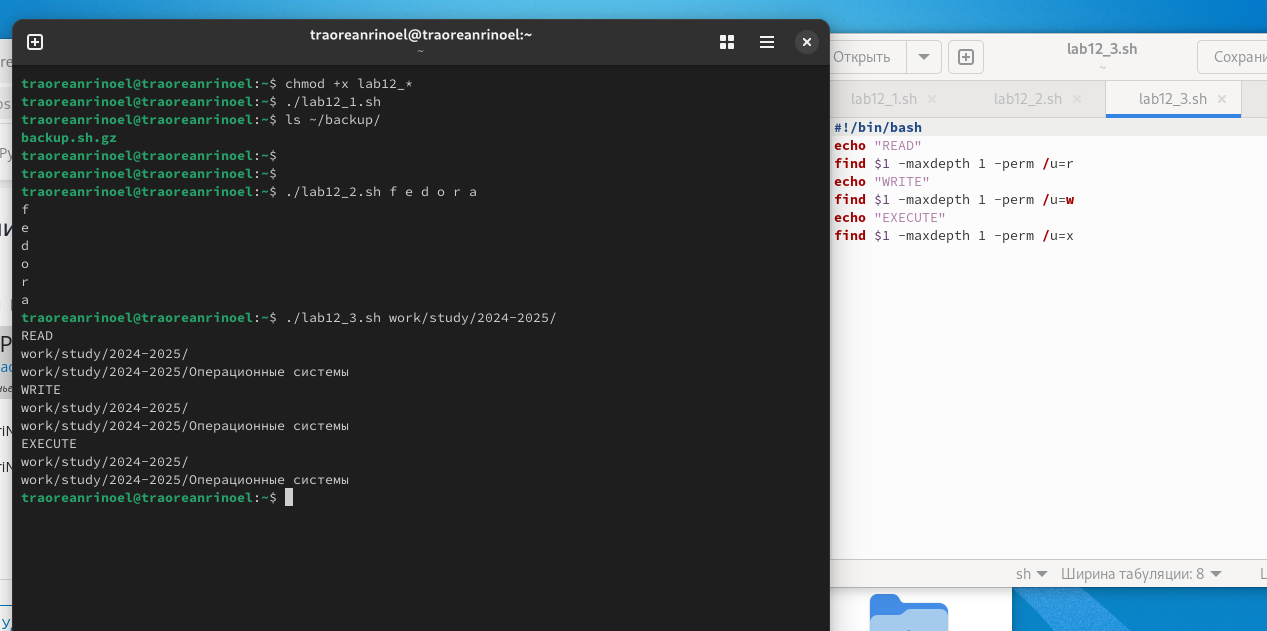 traoreanrinoel@traoreanrinoel:~
~
traoreanrinoel@traoreanrinoel:~$ chmod +x lab12_*
traoreanrinoel@traoreanrinoel:~$ ./lab12_1.sh
traoreanrinoel@traoreanrinoel:~$ ls ~/backup/
backup.sh.gz
traoreanrinoel@traoreanrinoel:~$
traoreanrinoel@traoreanrinoel:~$
traoreanrinoel@traoreanrinoel:~$ ./lab12_2.sh f e d o r a
f
e
d
o
r
a
traoreanrinoel@traoreanrinoel:~$ ./lab12_3.sh work/study/2024-2025/
READ
work/study/2024-2025/
work/study/2024-2025/Операционные системы
WRITE
work/study/2024-2025/
work/study/2024-2025/Операционные системы
EXECUTE
work/study/2024-2025/
work/study/2024-2025/Операционные системы
traoreanrinoel@traoreanrinoel:~$
Открыть
lab12_3.sh
~
Сохрани
lab12_1.sh
lab12_2.sh
lab12_3.sh
#!/bin/bash
echo "READ"
find $1 -maxdepth 1 -perm /u=r
echo "WRITE"
find $1 -maxdepth 1 -perm /u=w
echo "EXECUTE"
find $1 -maxdepth 1 -perm /u=x
sh
Ширина табуляции: 8